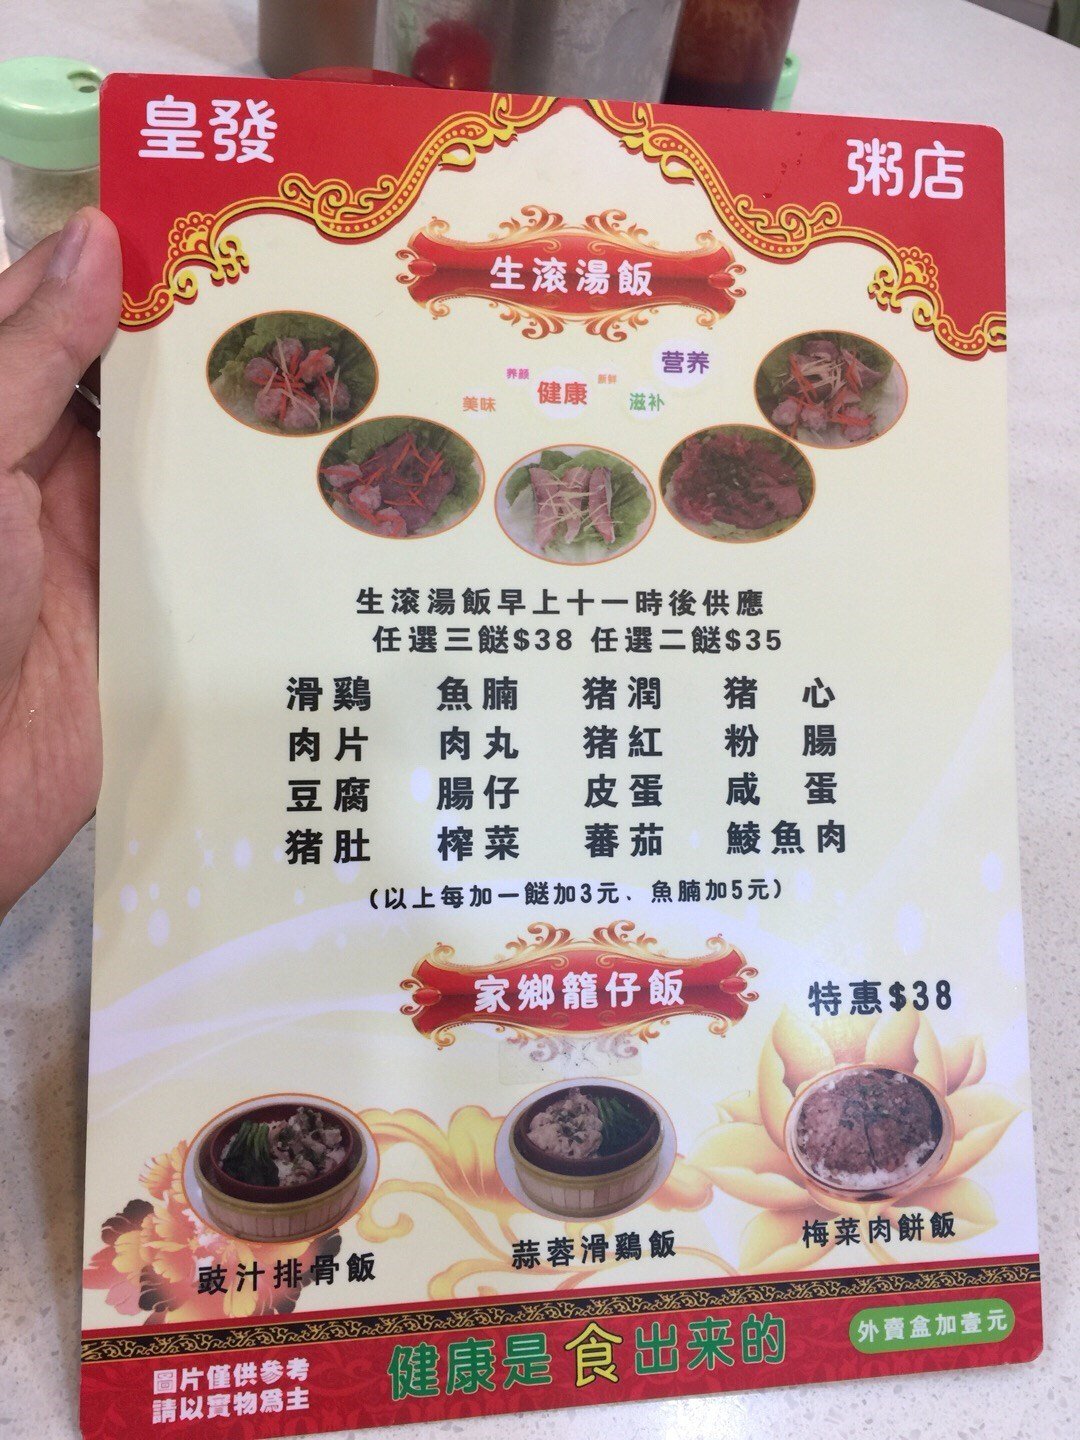 皇發 粥店
生滚湯飯
营养
养颜 新鲜
美味 健康 滋补
生滚湯飯早上十一時後供應
任選三餸$38 任選二餸$35
滑鷄 魚腩 猪潤 猪心
肉片 肉丸 猪紅 粉腸
豆腐 腸仔 皮蛋 咸蛋
猪肚 榨菜 蕃茄 鯪魚肉
(以上每加一餸加3元、魚腩加5元)
家鄉籠仔飯 特惠$38
豉汁排骨飯 蒜蓉滑鷄飯 梅菜肉餅飯
圖片僅供參考
請以實物爲主
健康是食出来的
外賣盒加壹元